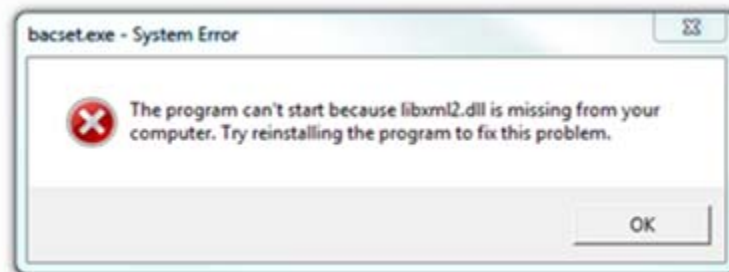 bacset.exe - System Error
The program can't start because libxml2.dll is missing from your
computer. Try reinstalling the program to fix this problem.
OK